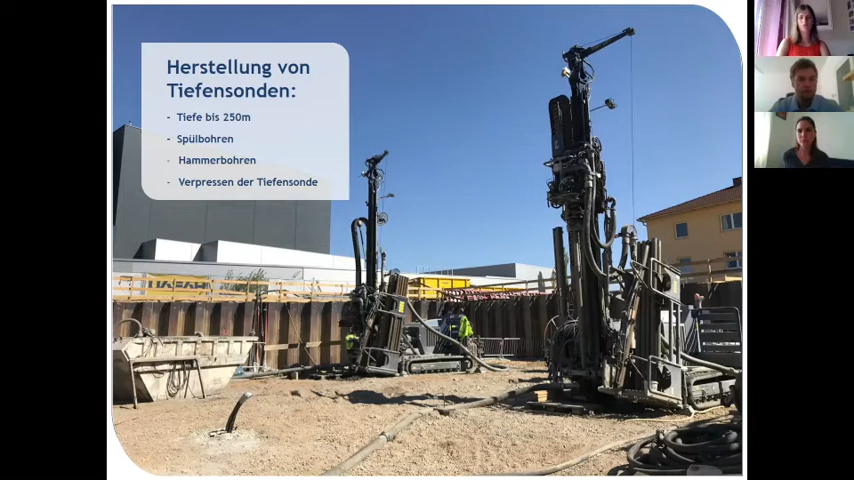 Herstellung von
Tiefensonden:
- Tiefe bis 250m
- Spülbohren
- Hammerbohren
- Verpressen der Tiefensonde